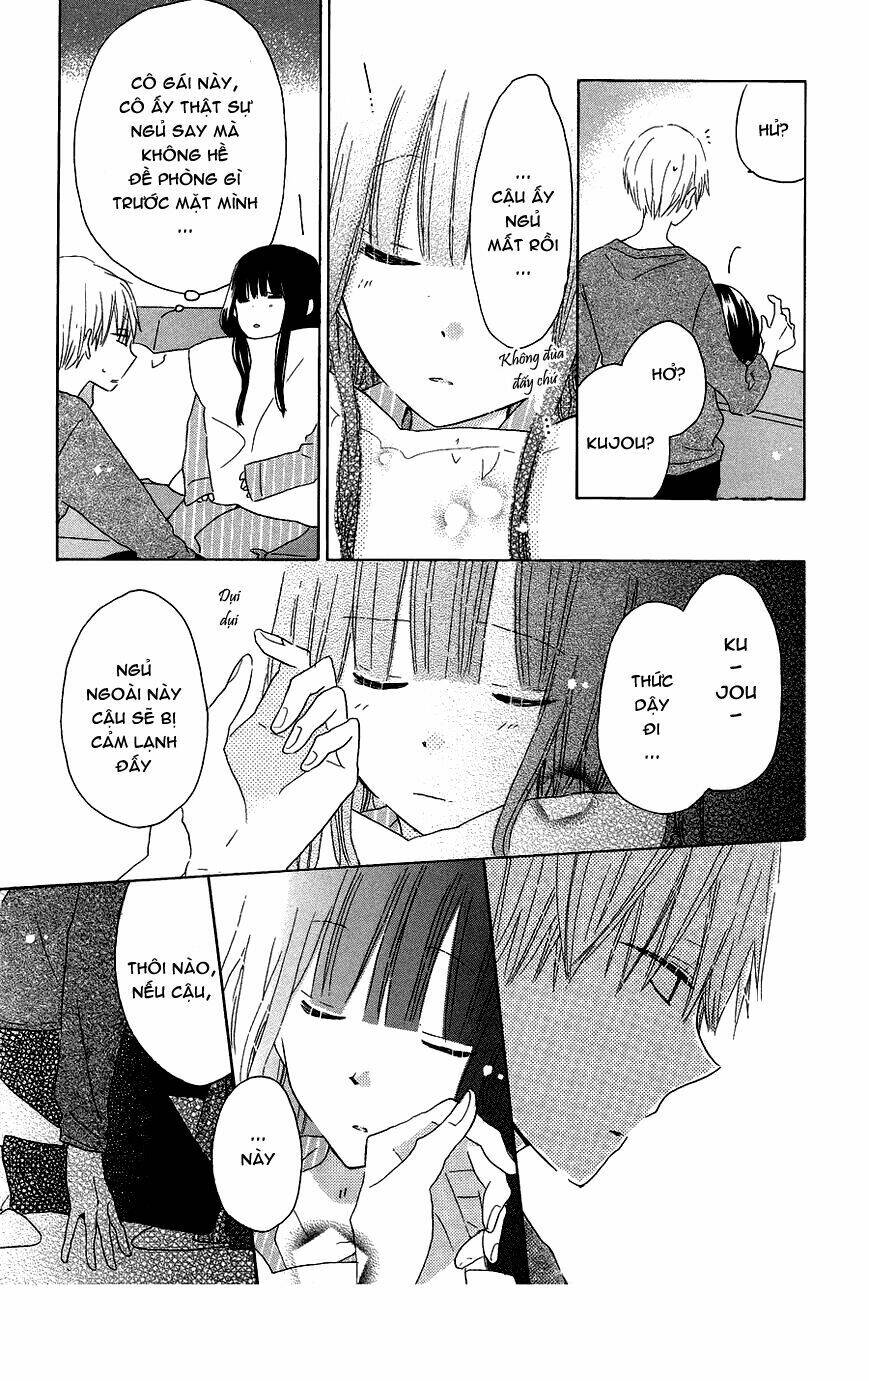 HỬ?
HỞ?
KUJOU?
...
CẬU ẤY
NGỦ
MẤT RỒI
...
Không đùa
đấy chứ
CÔ GÁI NÀY,
CÔ ẤY THẬT SỰ
NGỦ SAY MÀ
KHÔNG HỀ
ĐỀ PHÒNG GÌ
TRƯỚC MẶT MÌNH
...
KU
–
JOU
–
THỨC
DẬY
ĐI
...
Dụi
dụi
NGỦ
NGOÀI NÀY
CẬU SẼ BỊ
CẢM LẠNH
ĐẤY
...
NÀY
THÔI NÀO,
NẾU CẬU,